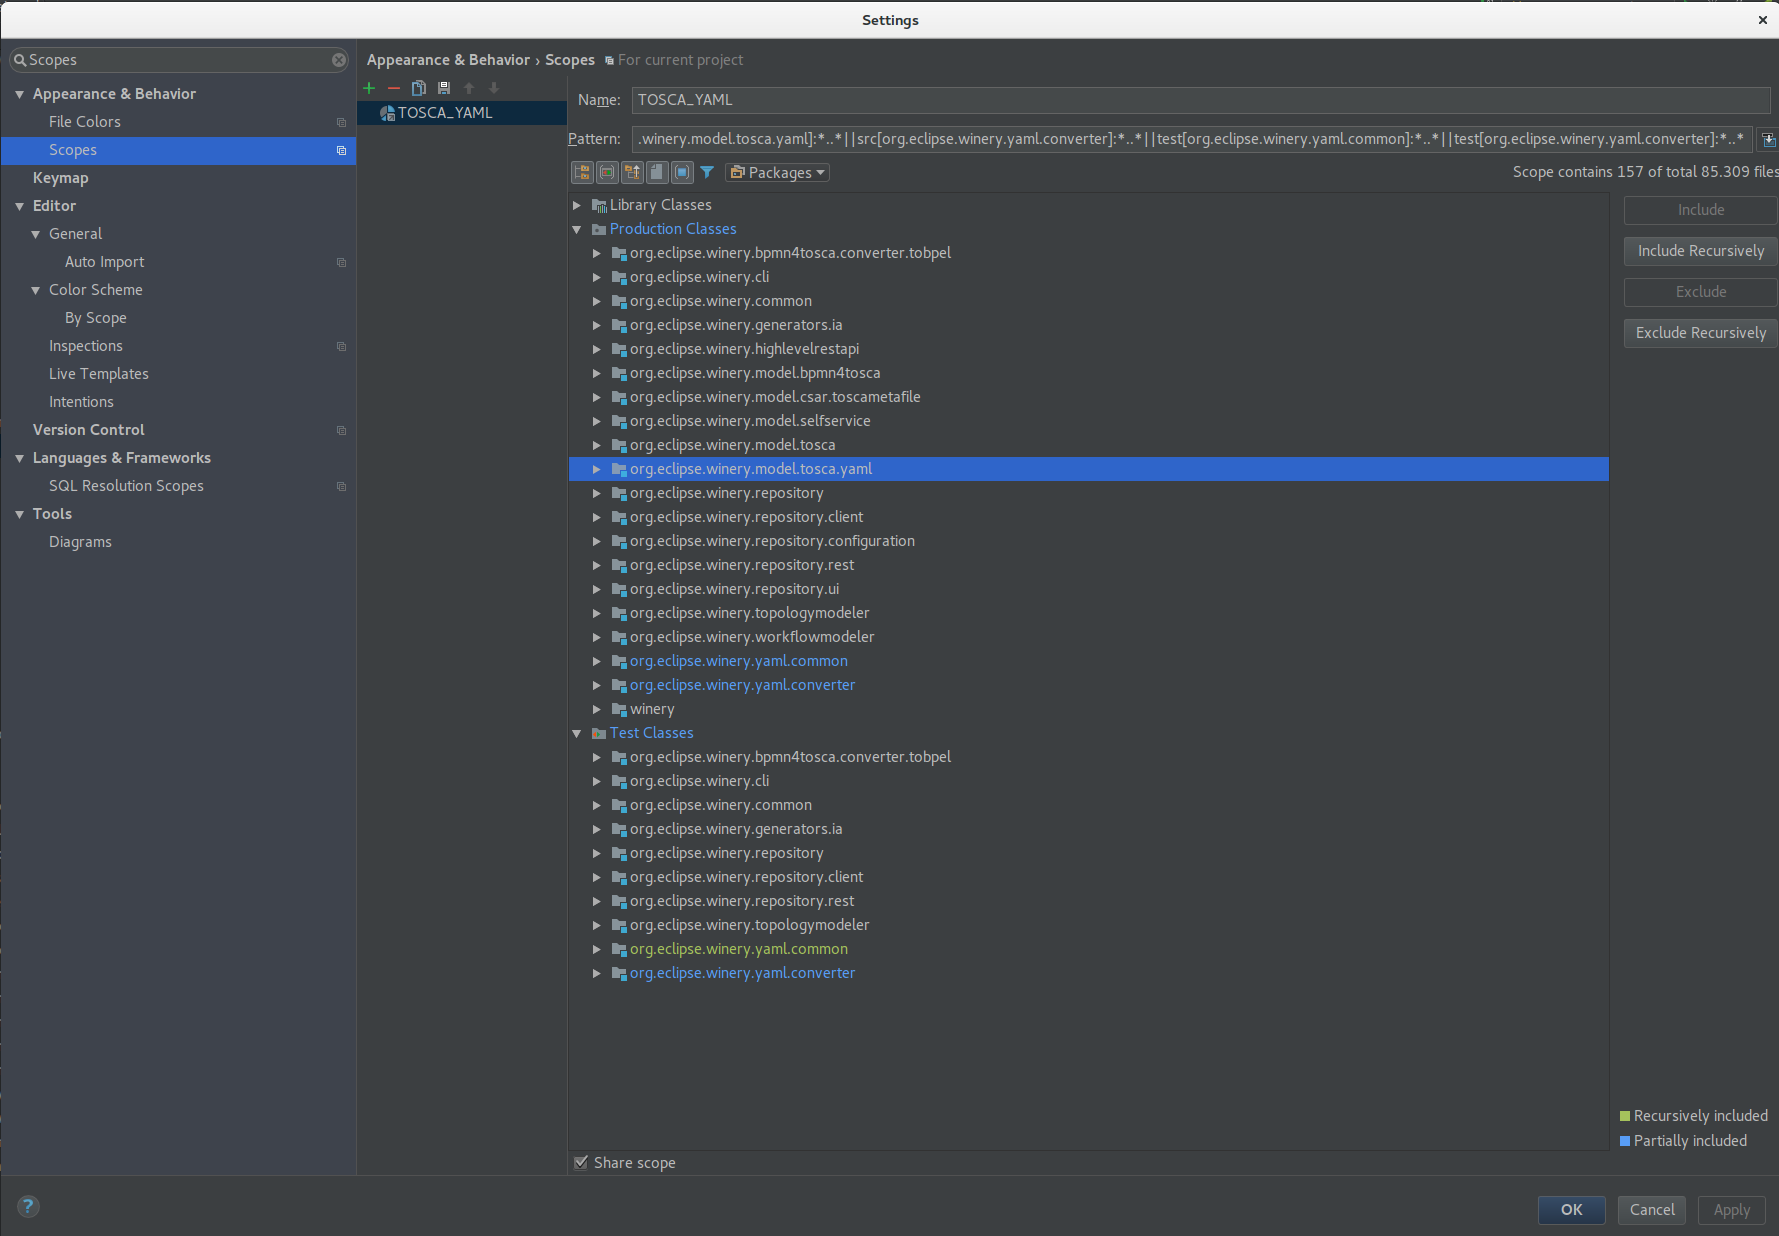 Settings
Scopes
Appearance & Behavior
File Colors
Scopes
Keymap
Editor
General
Auto Import
Color Scheme
By Scope
Inspections
Live Templates
Intentions
Version Control
Languages & Frameworks
SQL Resolution Scopes
Tools
Diagrams
Appearance & Behavior › Scopes For current project
TOSCA_YAML
Name: TOSCA_YAML
Pattern: .winery.model.tosca.yaml]:*..*||src[org.eclipse.winery.yaml.converter]:*..*||test[org.eclipse.winery.yaml.common]:*..*||test[org.eclipse.winery.yaml.converter]:*..*
Packages
Scope contains 157 of total 85.309 files
Library Classes
Production Classes
org.eclipse.winery.bpmn4tosca.converter.tobpel
org.eclipse.winery.cli
org.eclipse.winery.common
org.eclipse.winery.generators.ia
org.eclipse.winery.highlevelrestapi
org.eclipse.winery.model.bpmn4tosca
org.eclipse.winery.model.csar.toscametafile
org.eclipse.winery.model.selfservice
org.eclipse.winery.model.tosca
org.eclipse.winery.model.tosca.yaml
org.eclipse.winery.repository
org.eclipse.winery.repository.client
org.eclipse.winery.repository.configuration
org.eclipse.winery.repository.rest
org.eclipse.winery.repository.ui
org.eclipse.winery.topologymodeler
org.eclipse.winery.workflowmodeler
org.eclipse.winery.yaml.common
org.eclipse.winery.yaml.converter
winery
Test Classes
org.eclipse.winery.bpmn4tosca.converter.tobpel
org.eclipse.winery.cli
org.eclipse.winery.common
org.eclipse.winery.generators.ia
org.eclipse.winery.repository
org.eclipse.winery.repository.client
org.eclipse.winery.repository.rest
org.eclipse.winery.topologymodeler
org.eclipse.winery.yaml.common
org.eclipse.winery.yaml.converter
Include
Include Recursively
Exclude
Exclude Recursively
Recursively included
Partially included
Share scope
?
OK
Cancel
Apply